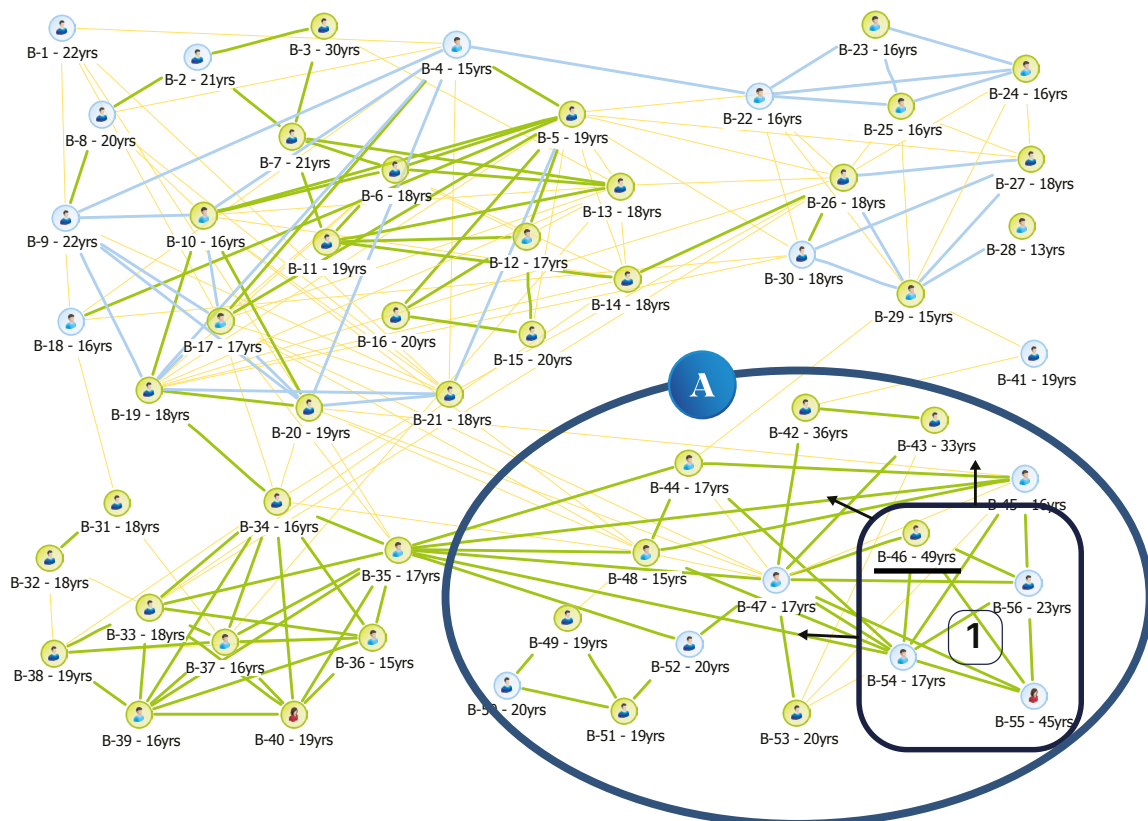 B-1 - 22yrs
B-2 - 21yrs
B-3 - 30yrs
B-4 - 15yrs
B-23 - 16yrs
B-24 - 16yrs
B-8 - 20yrs
B-7 - 21yrs
B-5 - 19yrs
B-22 - 16yrs
B-25 - 16yrs
B-6 - 18yrs
B-13 - 18yrs
B-26 - 18yrs
B-27 - 18yrs
B-9 - 22yrs
B-10 - 16yrs
B-11 - 19yrs
B-12 - 17yrs
B-14 - 18yrs
B-30 - 18yrs
B-28 - 13yrs
B-29 - 15yrs
B-18 - 16yrs
B-17 - 17yrs
B-16 - 20yrs
B-15 - 20yrs
B-41 - 19yrs
A
B-19 - 18yrs
B-20 - 19yrs
B-21 - 18yrs
B-42 - 36yrs
B-43 - 33yrs
B-44 - 17yrs
B-45 - 16yrs
B-31 - 18yrs
B-34 - 16yrs
B-35 - 17yrs
B-48 - 15yrs
B-46 - 49yrs
B-32 - 18yrs
B-47 - 17yrs
B-56 - 23yrs
B-33 - 18yrs
B-37 - 16yrs
B-36 - 15yrs
B-49 - 19yrs
B-52 - 20yrs
1
B-38 - 19yrs
B-54 - 17yrs
B-50 - 20yrs
B-51 - 19yrs
B-53 - 20yrs
B-55 - 45yrs
B-39 - 16yrs
B-40 - 19yrs